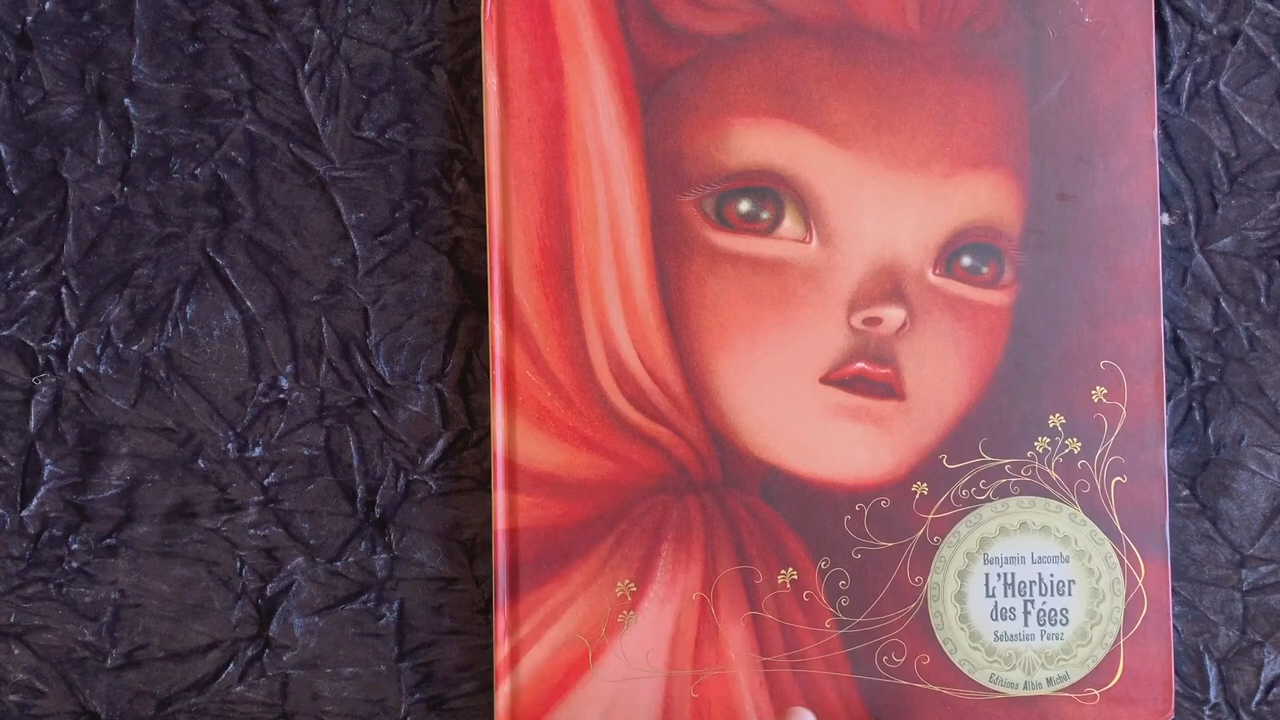 Benjamin Lacombe
L'Herbier
des Fées
Sébastien Perez
Editions Albin Michel